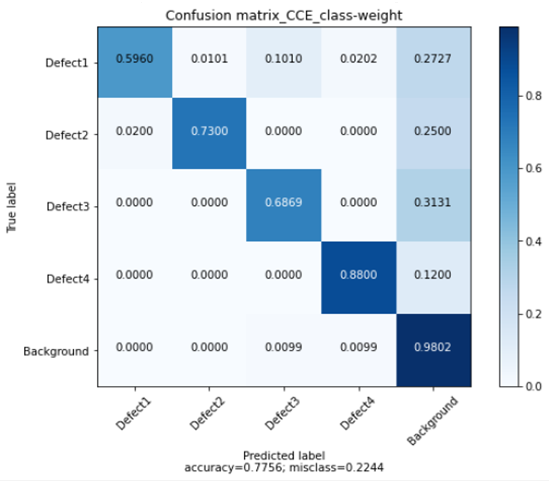 Confusion matrix_CCE_class-weight
Defect1 0.5960 0.0101 0.1010 0.0202 0.2727
Defect2 0.0200 0.7300 0.0000 0.0000 0.2500
Defect3 0.0000 0.0000 0.6869 0.0000 0.3131
Defect4 0.0000 0.0000 0.0000 0.8800 0.1200
Background 0.0000 0.0000 0.0099 0.0099 0.9802
True label
Defect1 Defect2 Defect3 Defect4 Background
Predicted label
accuracy=0.7756; misclass=0.2244
0.8
0.6
0.4
0.2
0.0